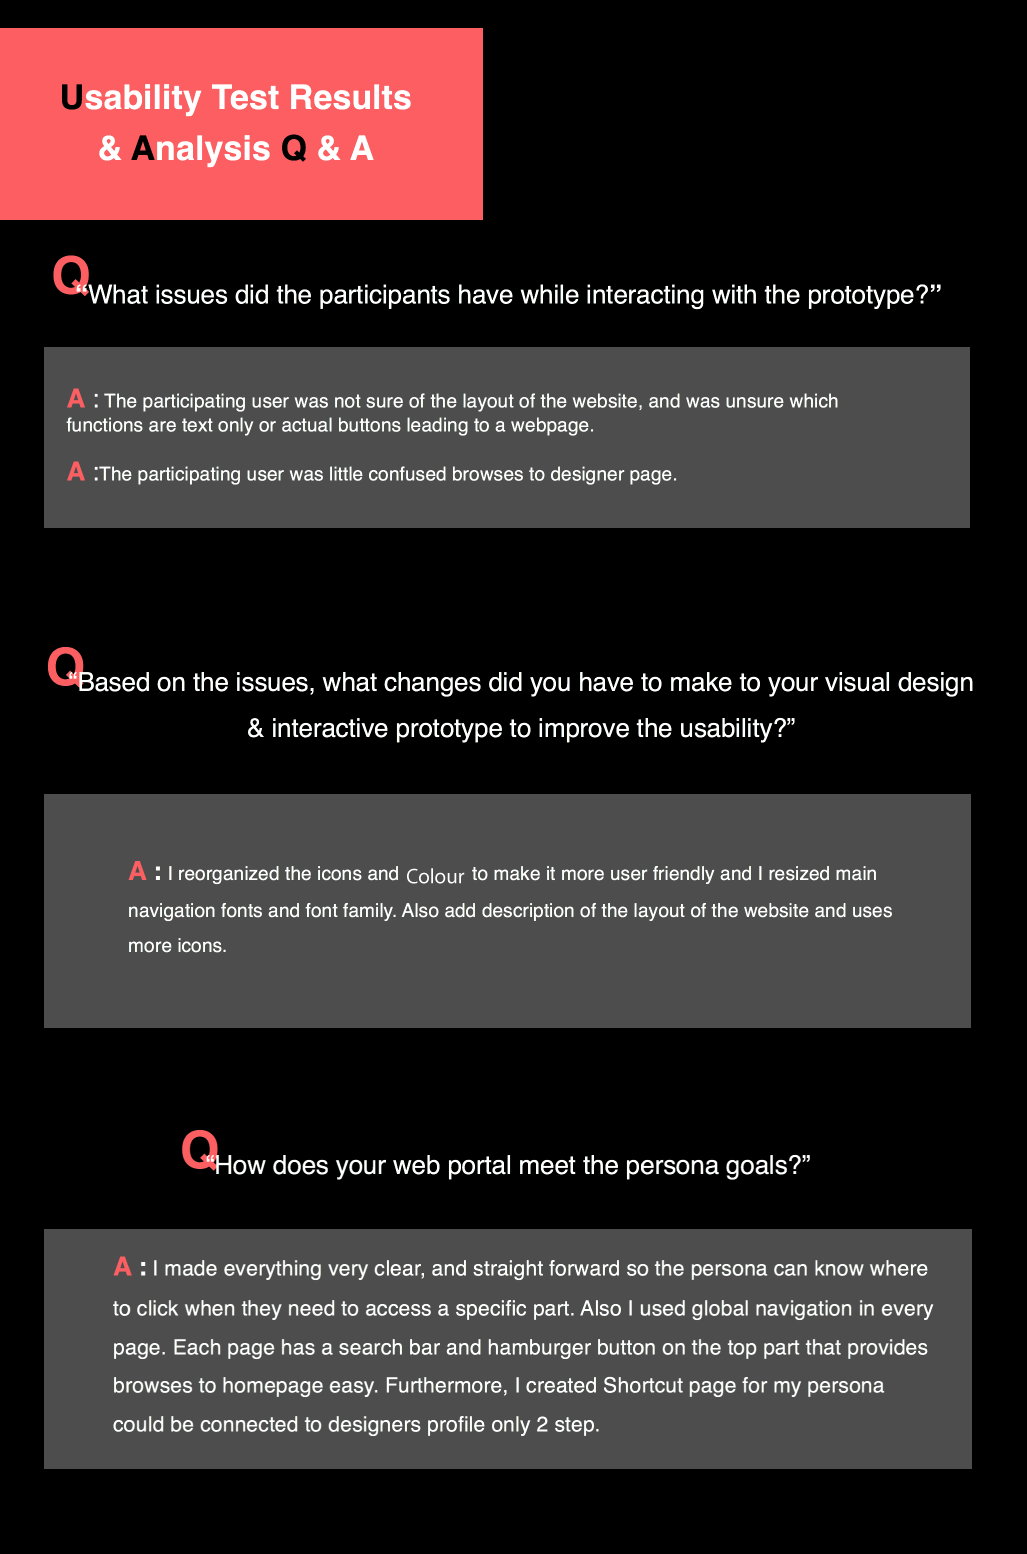 Usability Test Results
& Analysis Q & A
Q
“What issues did the participants have while interacting with the prototype?”
A : The participating user was not sure of the layout of the website, and was unsure which
functions are text only or actual buttons leading to a webpage.
A :The participating user was little confused browses to designer page.
Q
“Based on the issues, what changes did you have to make to your visual design
& interactive prototype to improve the usability?”
A : I reorganized the icons and Colour to make it more user friendly and I resized main
navigation fonts and font family. Also add description of the layout of the website and uses
more icons.
Q
“How does your web portal meet the persona goals?”
A : I made everything very clear, and straight forward so the persona can know where
to click when they need to access a specific part. Also I used global navigation in every
page. Each page has a search bar and hamburger button on the top part that provides
browses to homepage easy. Furthermore, I created Shortcut page for my persona
could be connected to designers profile only 2 step.